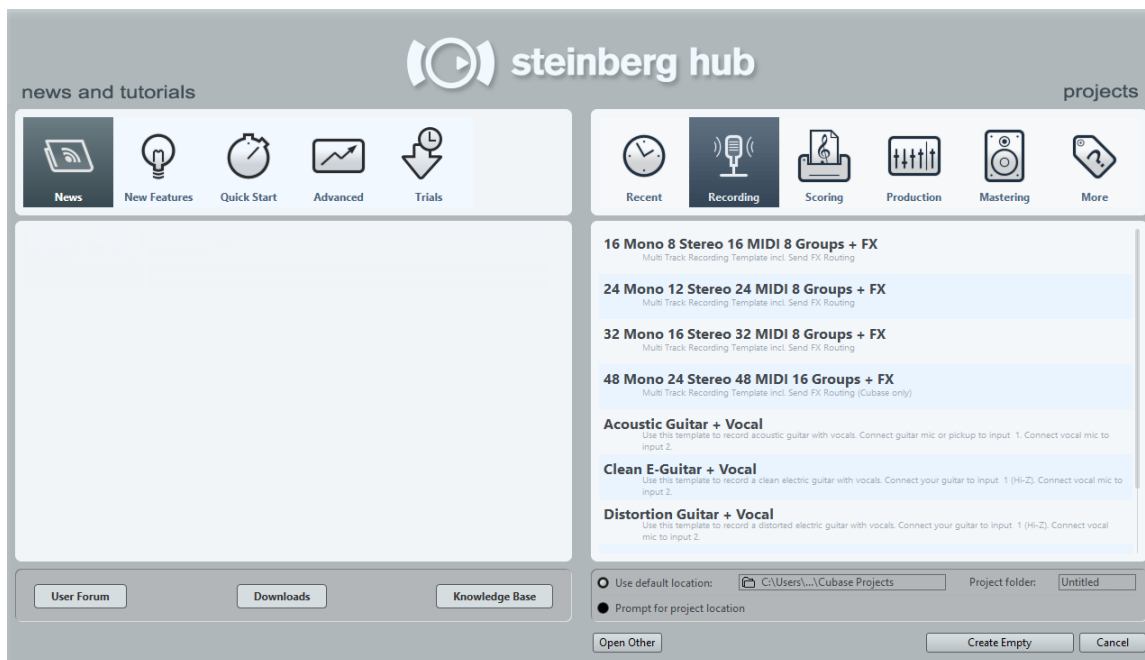 steinberg hub
news and tutorials
projects
News
New Features
Quick Start
Advanced
Trials
Recent
Recording
Scoring
Production
Mastering
More
16 Mono 8 Stereo 16 MIDI 8 Groups + FX
Multi Track Recording Template incl. Send FX Routing
24 Mono 12 Stereo 24 MIDI 8 Groups + FX
Multi Track Recording Template incl. Send FX Routing
32 Mono 16 Stereo 32 MIDI 8 Groups + FX
Multi Track Recording Template incl. Send FX Routing
48 Mono 24 Stereo 48 MIDI 16 Groups + FX
Multi Track Recording Template incl. Send FX Routing (Cubase only)
Acoustic Guitar + Vocal
Use this template to record acoustic guitar with vocals. Connect guitar mic or pickup to input 1. Connect vocal mic to
input 2.
Clean E-Guitar + Vocal
Use this template to record a clean electric guitar with vocals. Connect your guitar to input 1 (Hi-Z). Connect vocal mic to
input 2.
Distortion Guitar + Vocal
Use this template to record a distorted electric guitar with vocals. Connect your guitar to input 1 (Hi-Z). Connect vocal
mic to input 2.
User Forum
Downloads
Knowledge Base
Use default location:
C:\Users\...\Cubase Projects
Project folder:
Untitled
Prompt for project location
Open Other
Create Empty
Cancel